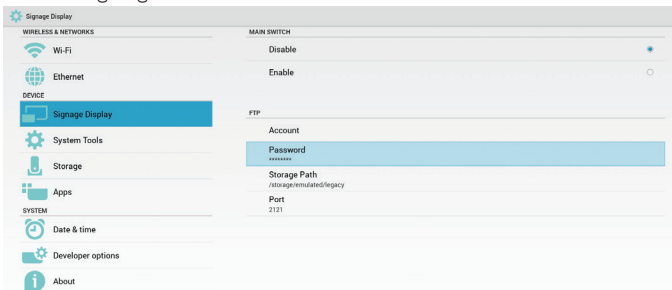 Signage Display
WIRELESS & NETWORKS
Wi-Fi
Ethernet
DEVICE
Signage Display
System Tools
Storage
Apps
SYSTEM
Date & time
Developer options
About
MAIN SWITCH
Disable
Enable
FTP
Account
Password
********
Storage Path
/storage/emulated/legacy
Port
2121